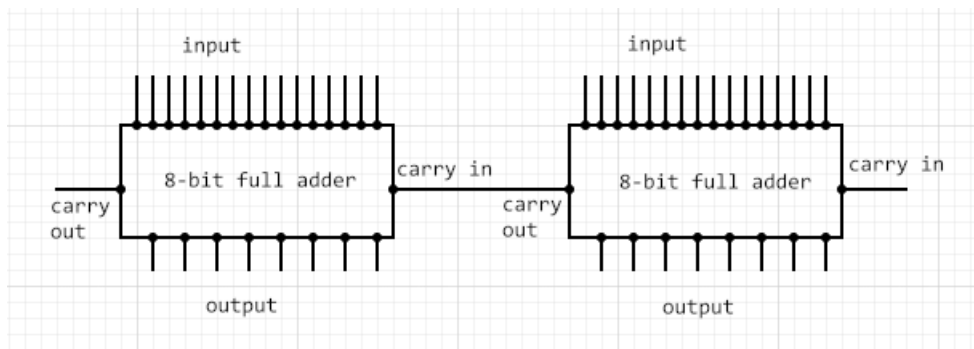 input
input
8-bit full adder
carry in
8-bit full adder
carry in
carry
out
carry
out
output
output